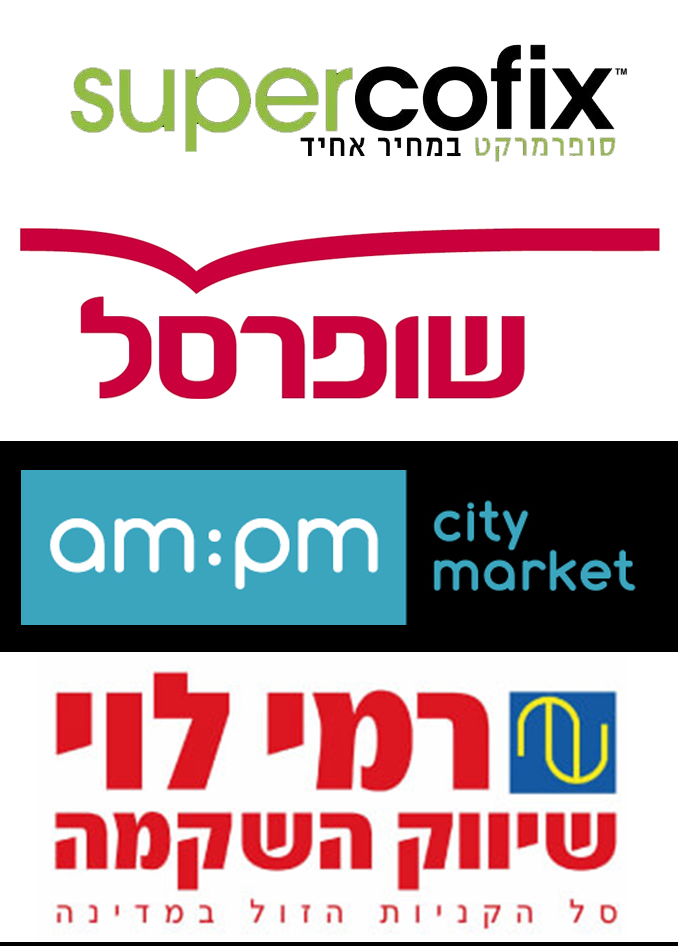 supercofix™
סופרמרקט במחיר אחיד
שופרסל
am:pm
city
market
רמי לוי
שיווק השקמה
סל הקניות הזול במדינה